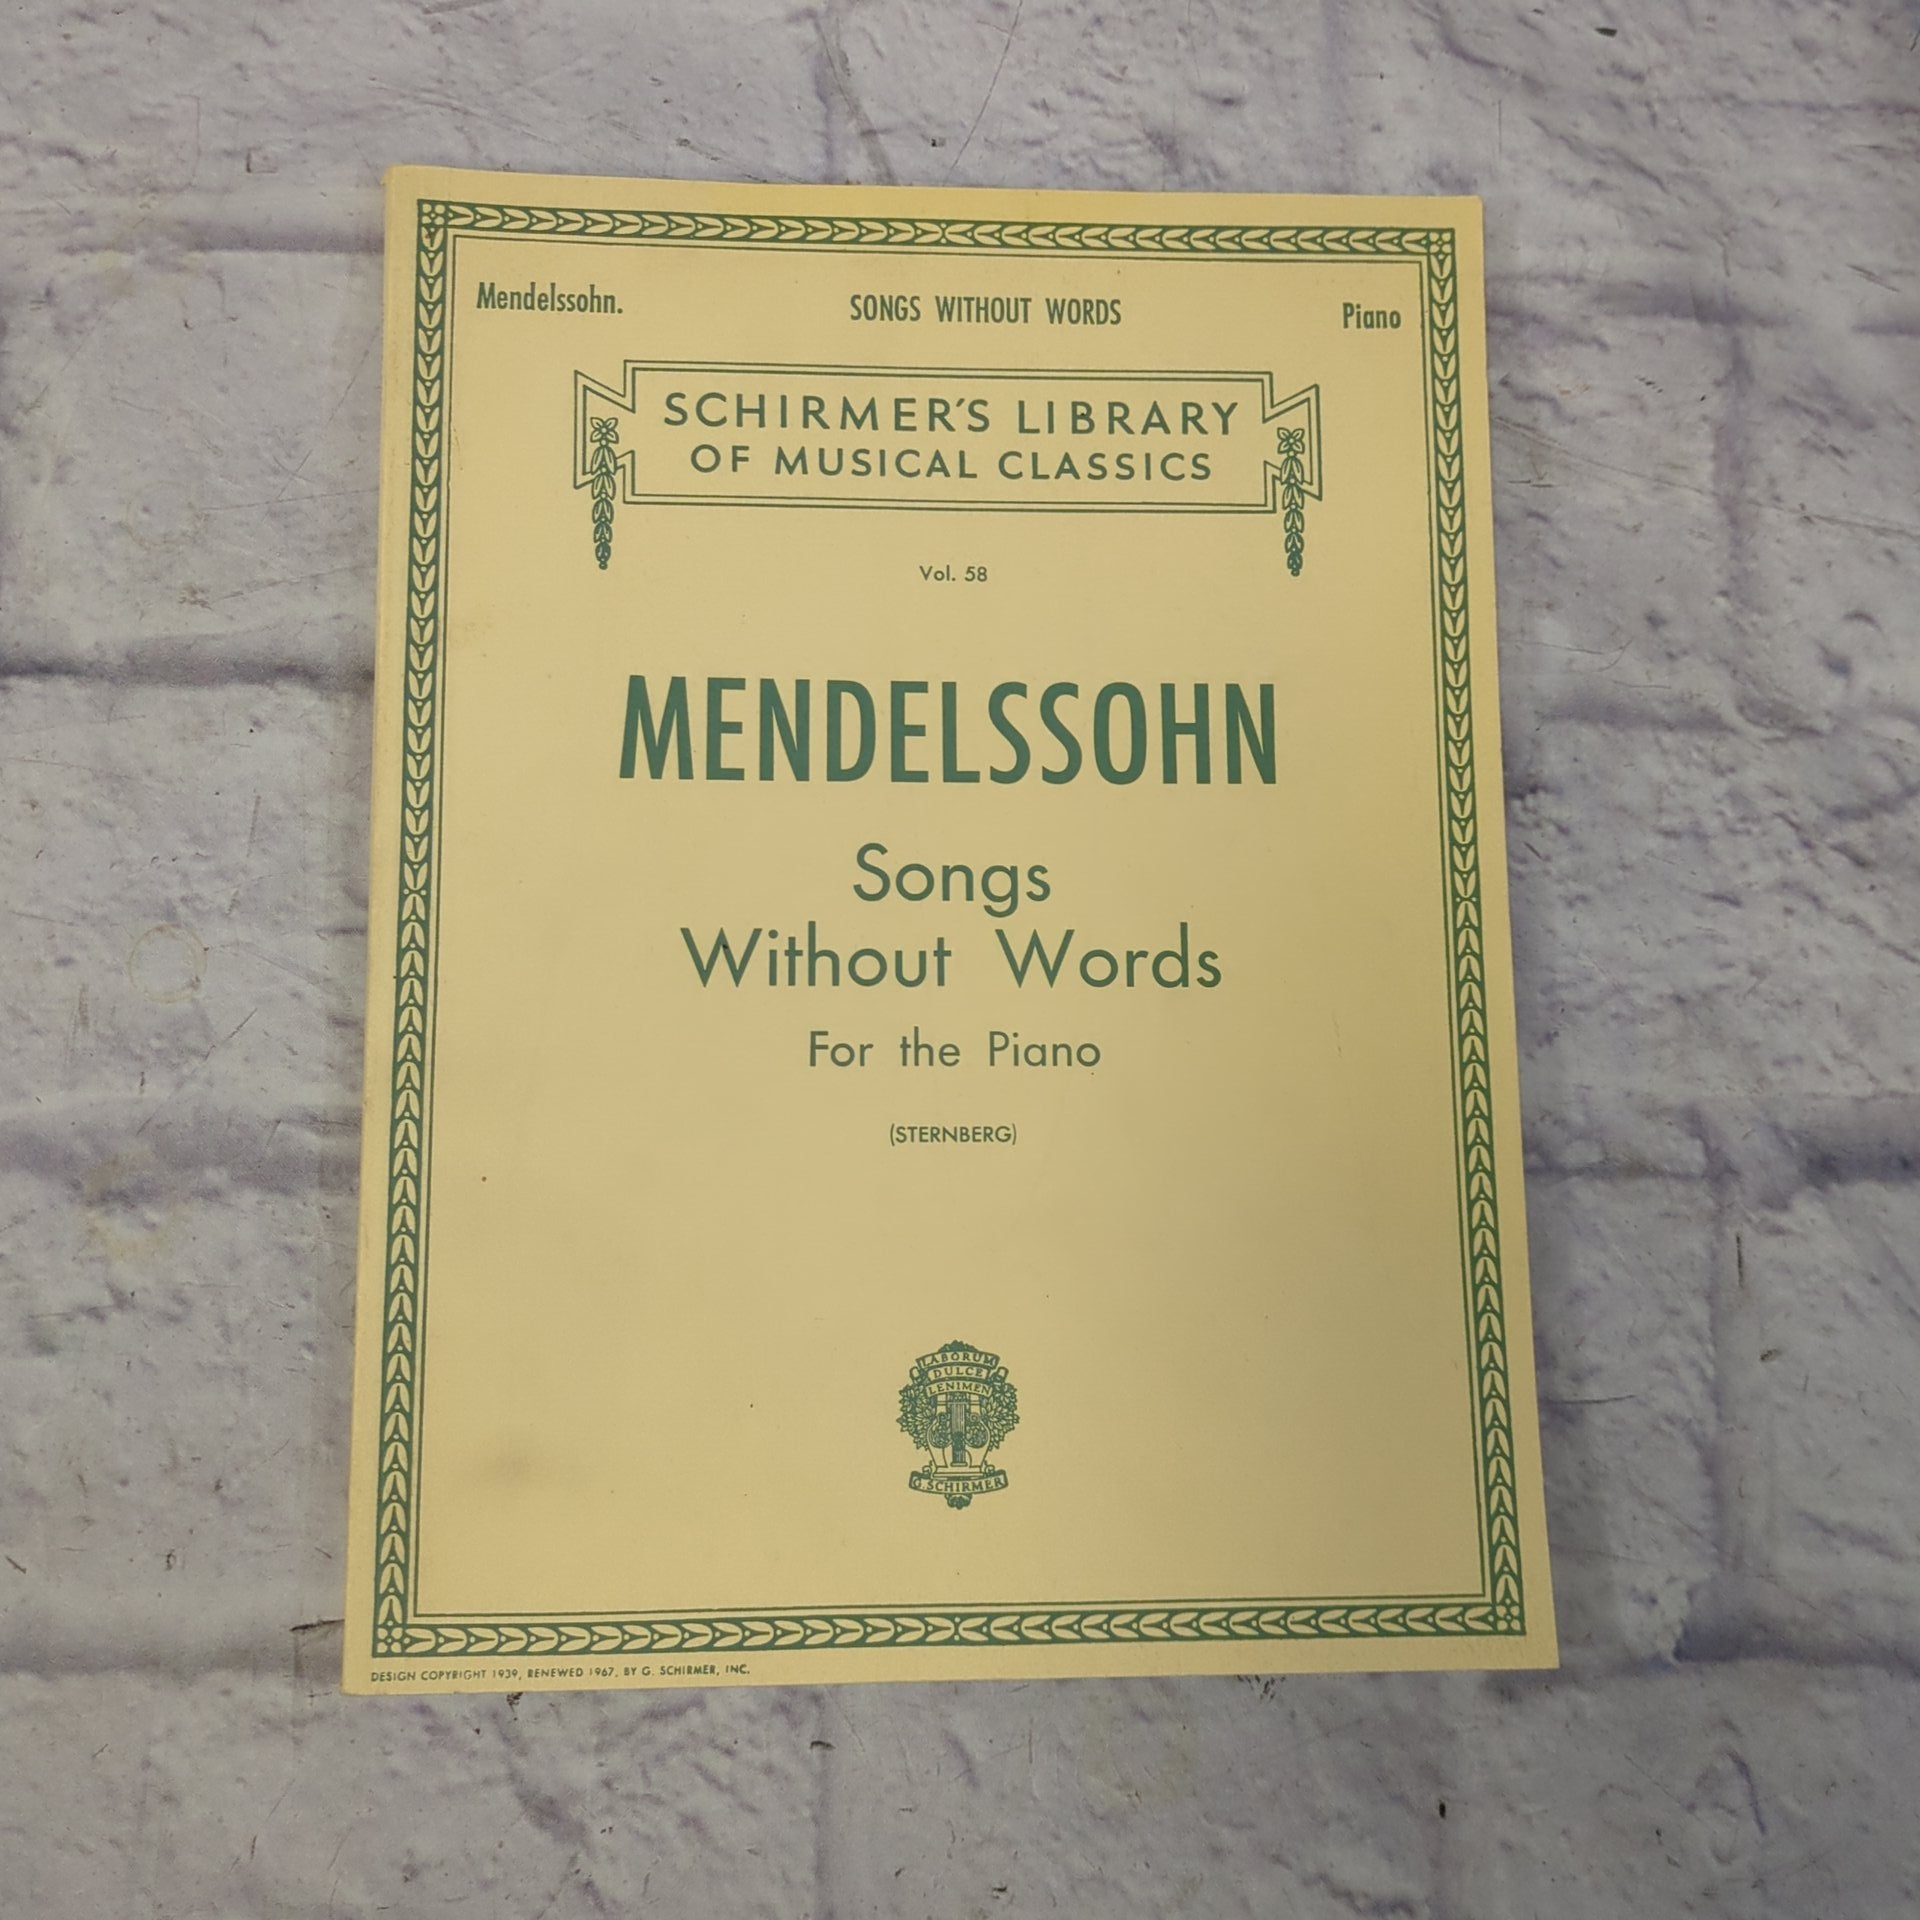 Mendelssohn. SONGS WITHOUT WORDS Piano
SCHIRMER'S LIBRARY
OF MUSICAL CLASSICS
Vol. 58
MENDELSSOHN
Songs
Without Words
For the Piano
(STERNBERG)
LABORUM
DULCE
LENIMEN
G. SCHIRMER
DESIGN COPYRIGHT 1939, RENEWED 1967, BY G. SCHIRMER, INC.